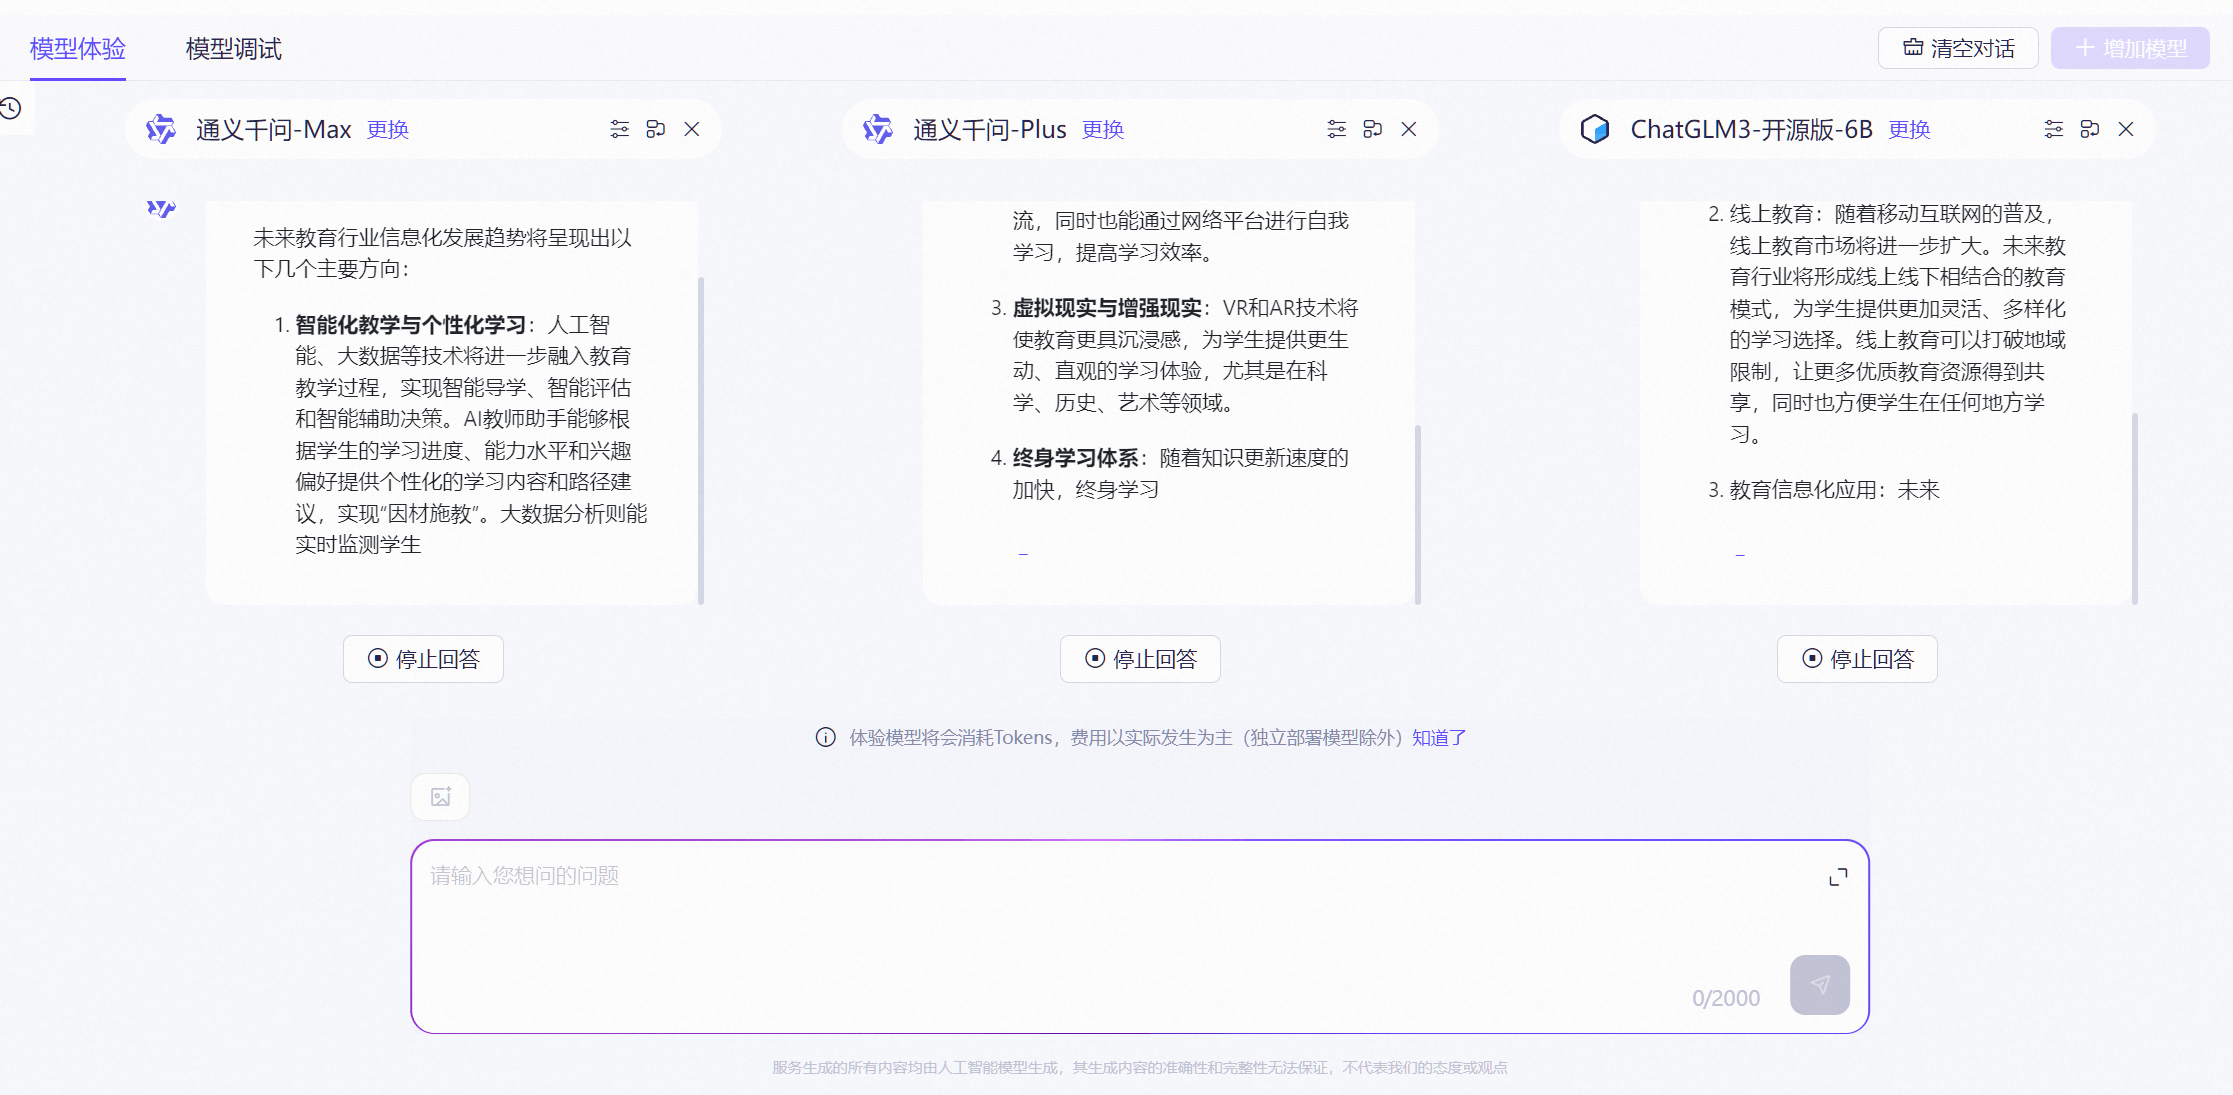 模型体验
模型调试
清空对话
增加模型
通义千问-Max 更换
通义千问-Plus 更换
ChatGLM3-开源版-6B 更换
未来教育行业信息化发展趋势将呈现出以
下几个主要方向：
1. 智能化教学与个性化学习：人工智
能、大数据等技术将进一步融入教育
教学过程，实现智能导学、智能评估
和智能辅助决策。AI教师助手能够根
据学生的学习进度、能力水平和兴趣
偏好提供个性化的学习内容和路径建
议，实现“因材施教”。大数据分析则能
实时监测学生
流，同时也能通过网络平台进行自我
学习，提高学习效率。
3. 虚拟现实与增强现实：VR和AR技术将
使教育更具沉浸感，为学生提供更生
动、直观的学习体验，尤其是在科
学、历史、艺术等领域。
4. 终身学习体系：随着知识更新速度的
加快，终身学习
2. 线上教育：随着移动互联网的普及，
线上教育市场将进一步扩大。未来教
育行业将形成线上线下相结合的教育
模式，为学生提供更加灵活、多样化
的学习选择。线上教育可以打破地域
限制，让更多优质教育资源得到共
享，同时也方便学生在任何地方学
习。
3. 教育信息化应用：未来
停止回答
停止回答
停止回答
体验模型将会消耗Tokens，费用以实际发生为主（独立部署模型除外）知道了
请输入您想问的问题
0/2000
服务生成的所有内容均由人工智能模型生成，其生成内容的准确性和完整性无法保证，不代表我们的态度或观点